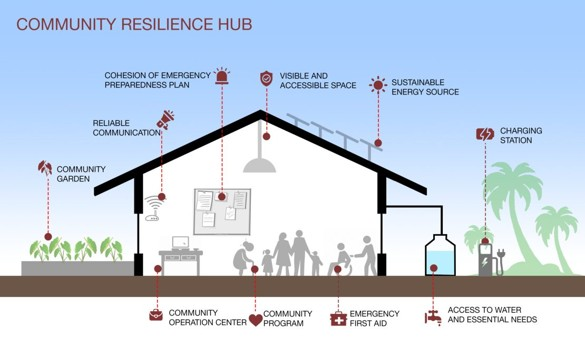 COMMUNITY RESILIENCE HUB
COHESION OF EMERGENCY
PREPAREDNESS PLAN
VISIBLE AND
ACCESSIBLE SPACE
SUSTAINABLE
ENERGY SOURCE
RELIABLE
COMMUNICATION
CHARGING
STATION
COMMUNITY
GARDEN
COMMUNITY
OPERATION CENTER
COMMUNITY
PROGRAM
EMERGENCY
FIRST AID
ACCESS TO WATER
AND ESSENTIAL NEEDS